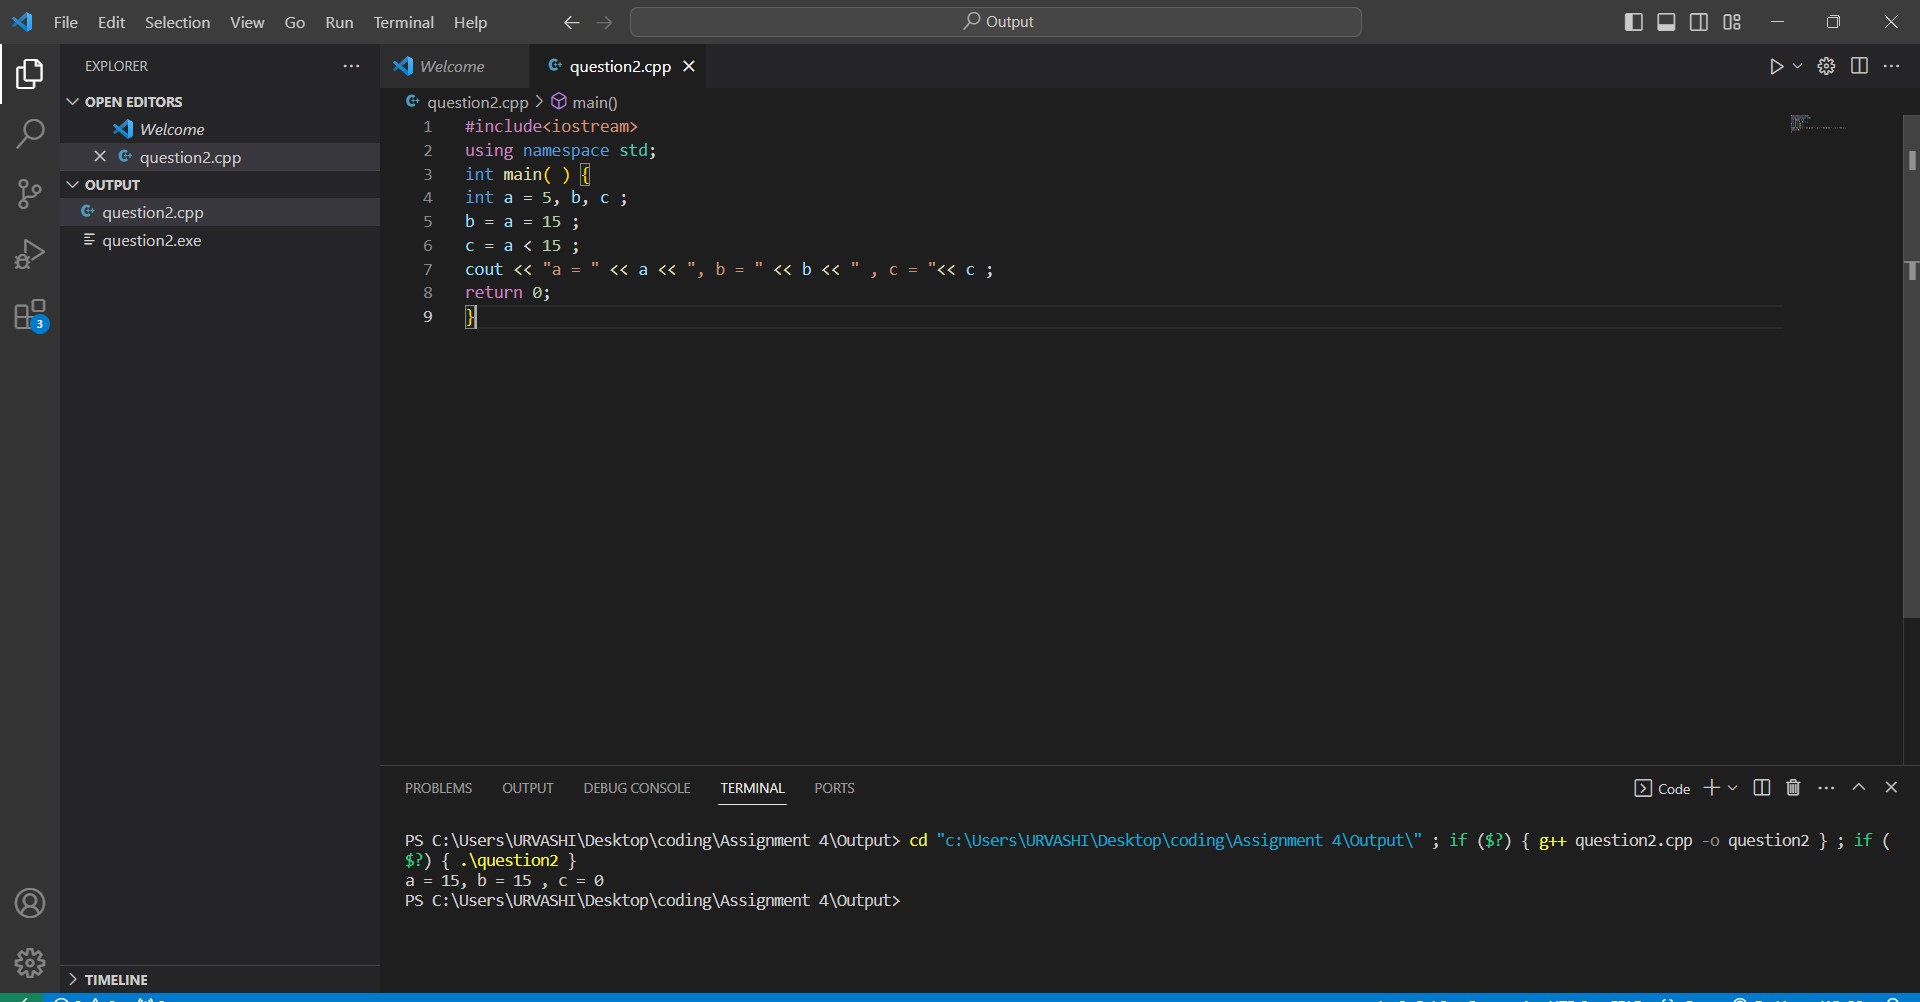 File Edit Selection View Go Run Terminal Help
Output
EXPLORER
OPEN EDITORS
Welcome
question2.cpp
OUTPUT
question2.cpp
question2.exe
3
TIMELINE
Welcome
question2.cpp
question2.cpp > main()
1 #include<iostream>
2 using namespace std;
3 int main( ) {
4 int a = 5, b, c ;
5 b = a = 15 ;
6 c = a < 15 ;
7 cout << "a = " << a << ", b = " << b << " , c = "<< c ;
8 return 0;
9 }
PROBLEMS OUTPUT DEBUG CONSOLE TERMINAL PORTS
Code
PS C:\Users\URVASHI\Desktop\coding\Assignment 4\Output> cd "c:\Users\URVASHI\Desktop\coding\Assignment 4\Output\" ; if ($?) { g++ question2.cpp -o question2 } ; if (
$?) { .\question2 }
a = 15, b = 15 , c = 0
PS C:\Users\URVASHI\Desktop\coding\Assignment 4\Output>